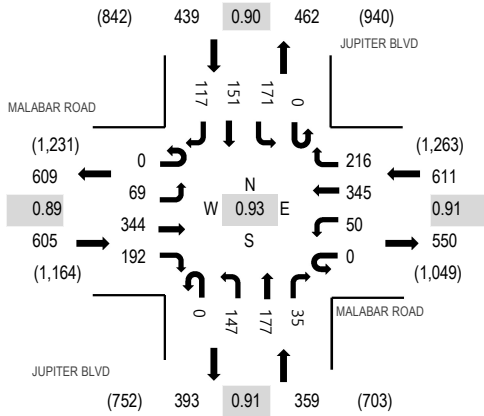 (842) 439 0.90 462 (940)
JUPITER BLVD
117 151 171 0
MALABAR ROAD
(1,231) (1,263)
0 216
609 611
69 345
N
0.89 W 0.93 E 0.91
344 50
605 550
S
192 0
(1,164) (1,049)
0 147 177 35
MALABAR ROAD
JUPITER BLVD
(752) 393 0.91 359 (703)